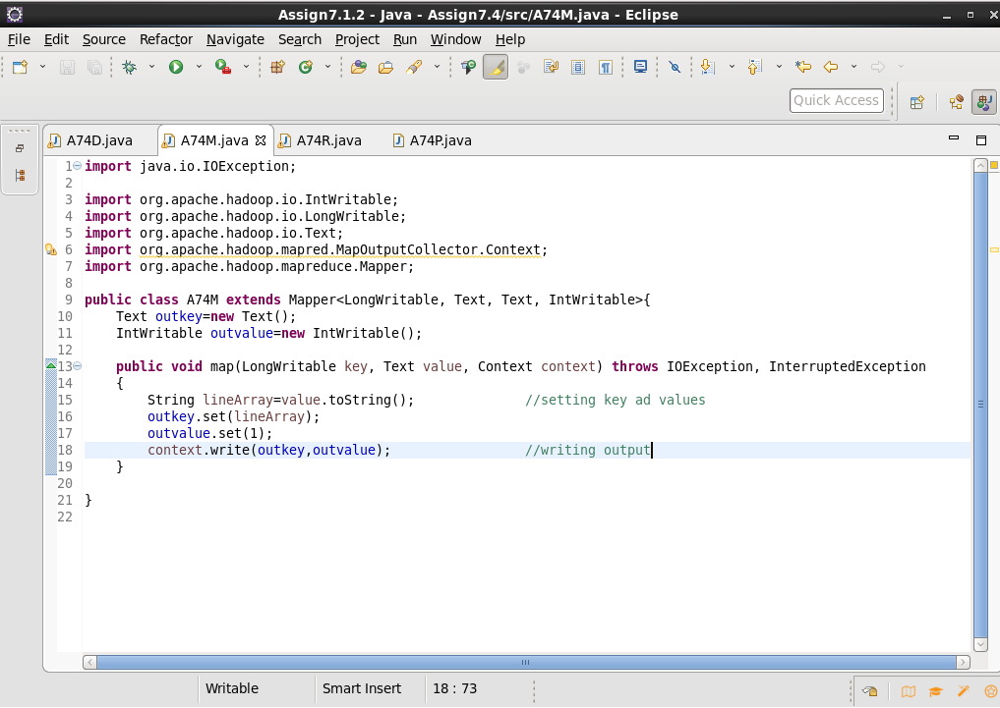 Assign7.1.2 - Java - Assign7.4/src/A74M.java - Eclipse
File Edit Source Refactor Navigate Search Project Run Window Help
Quick Access
A74D.java A74M.java A74R.java A74P.java
1 import java.io.IOException;
2
3 import org.apache.hadoop.io.IntWritable;
4 import org.apache.hadoop.io.LongWritable;
5 import org.apache.hadoop.io.Text;
6 import org.apache.hadoop.mapred.MapOutputCollector.Context;
7 import org.apache.hadoop.mapreduce.Mapper;
8
9 public class A74M extends Mapper<LongWritable, Text, Text, IntWritable>{
10 Text outkey=new Text();
11 IntWritable outvalue=new IntWritable();
12
13 public void map(LongWritable key, Text value, Context context) throws IOException, InterruptedException
14 {
15 String lineArray=value.toString(); //setting key ad values
16 outkey.set(lineArray);
17 outvalue.set(1);
18 context.write(outkey,outvalue); //writing output
19 }
20
21 }
22
Writable Smart Insert 18 : 73